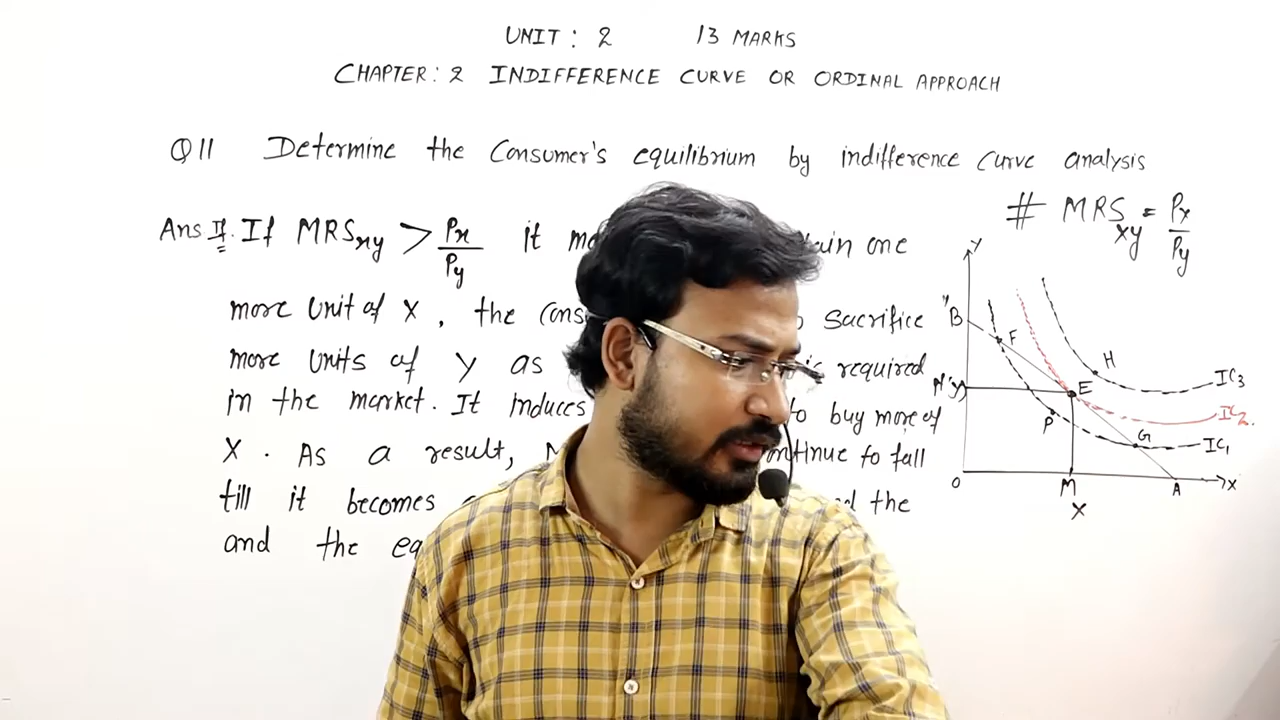 UNIT : 2 13 MARKS
CHAPTER: 2 INDIFFERENCE CURVE OR ORDINAL APPROACH
Q11 Determine the Consumer's equilibrium by indifference curve analysis
# MRSxy = Px/Py
Ans If If MRSxy > Px/Py it one
more unit of X , the sacrifice
more units of Y as required
in the market. It induces to buy more of
X . As a result, continue to fall
till it becomes the
and the
Y
B
F
H
IC3
E
IC2
P
G
IC1
O
M
A
X
X